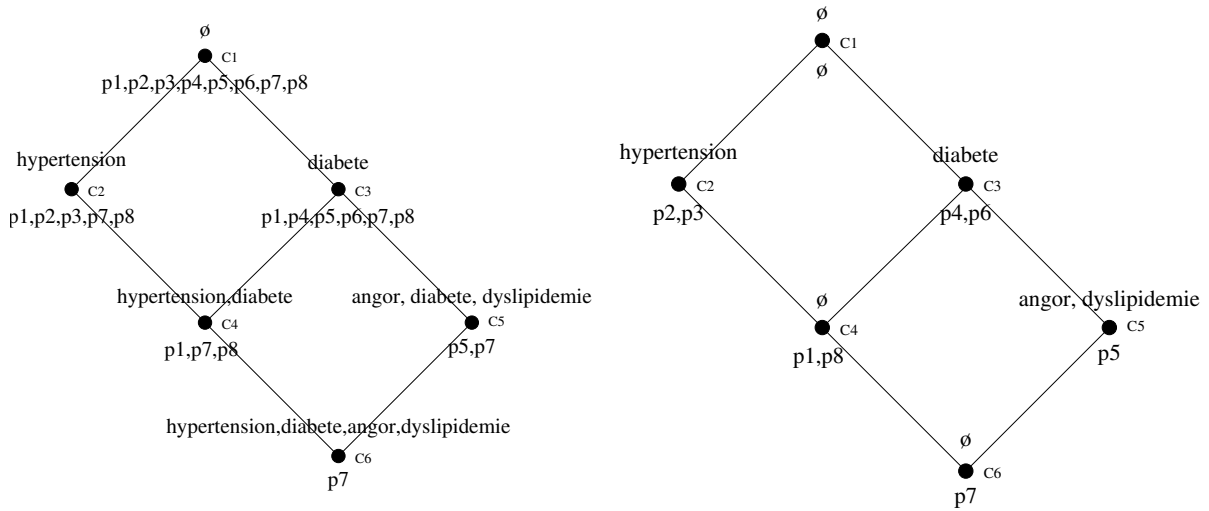 ø
C1
p1,p2,p3,p4,p5,p6,p7,p8
hypertension
C2
p1,p2,p3,p7,p8
diabete
C3
p1,p4,p5,p6,p7,p8
hypertension,diabete
C4
p1,p7,p8
angor, diabete, dyslipidemie
C5
p5,p7
hypertension,diabete,angor,dyslipidemie
C6
p7
ø
C1
ø
hypertension
C2
p2,p3
diabete
C3
p4,p6
ø
C4
p1,p8
angor, dyslipidemie
C5
p5
ø
C6
p7